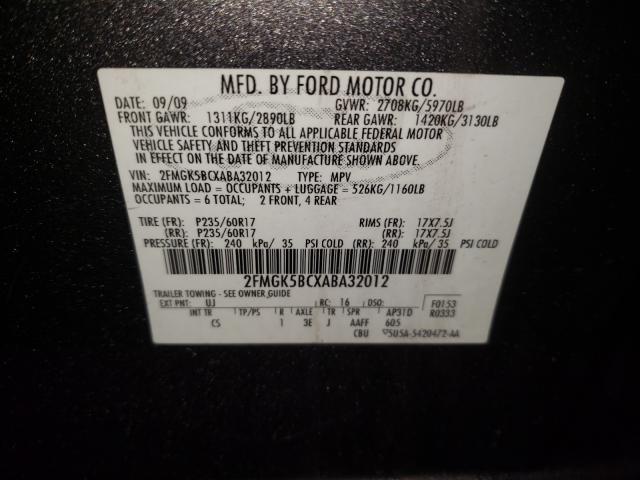 MFD. BY FORD MOTOR CO.
DATE: 09/09 GVWR: 2708KG/5970LB
FRONT GAWR: 1311KG/2890LB REAR GAWR: 1420KG/3130LB
THIS VEHICLE CONFORMS TO ALL APPLICABLE FEDERAL MOTOR
VEHICLE SAFETY AND THEFT PREVENTION STANDARDS
IN EFFECT ON THE DATE OF MANUFACTURE SHOWN ABOVE.
VIN: 2FMGK5BCXABA32012 TYPE: MPV
MAXIMUM LOAD = OCCUPANTS + LUGGAGE = 526KG/1160LB
OCCUPANTS = 6 TOTAL; 2 FRONT, 4 REAR
TIRE (FR): P235/60R17 RIMS (FR): 17X7.5J
(RR): P235/60R17 (RR): 17X7.5J
PRESSURE (FR): 240 kPa/ 35 PSI COLD (RR): 240 kPa/ 35 PSI COLD
2FMGK5BCXABA32012
TRAILER TOWING - SEE OWNER GUIDE
EXT PNT: UJ RC: 16 DSO: F0153
INT TR TP/PS R AXLE TR SPR AP31D R0333
CS 1 3E J AAFF 605
CBU 5U5A-5420472-AA